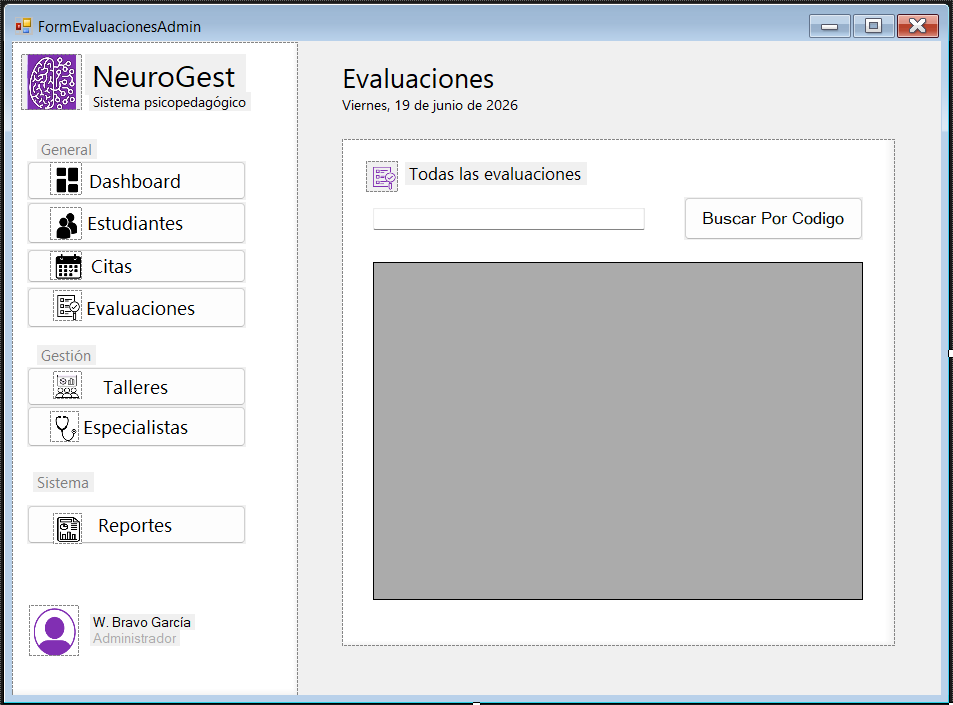 FormEvaluacionesAdmin
NeuroGest
Sistema psicopedagógico
General
Dashboard
Estudiantes
Citas
Evaluaciones
Gestión
Talleres
Especialistas
Sistema
Reportes
W. Bravo García
Administrador
Evaluaciones
Viernes, 19 de junio de 2026
Todas las evaluaciones
Buscar Por Codigo